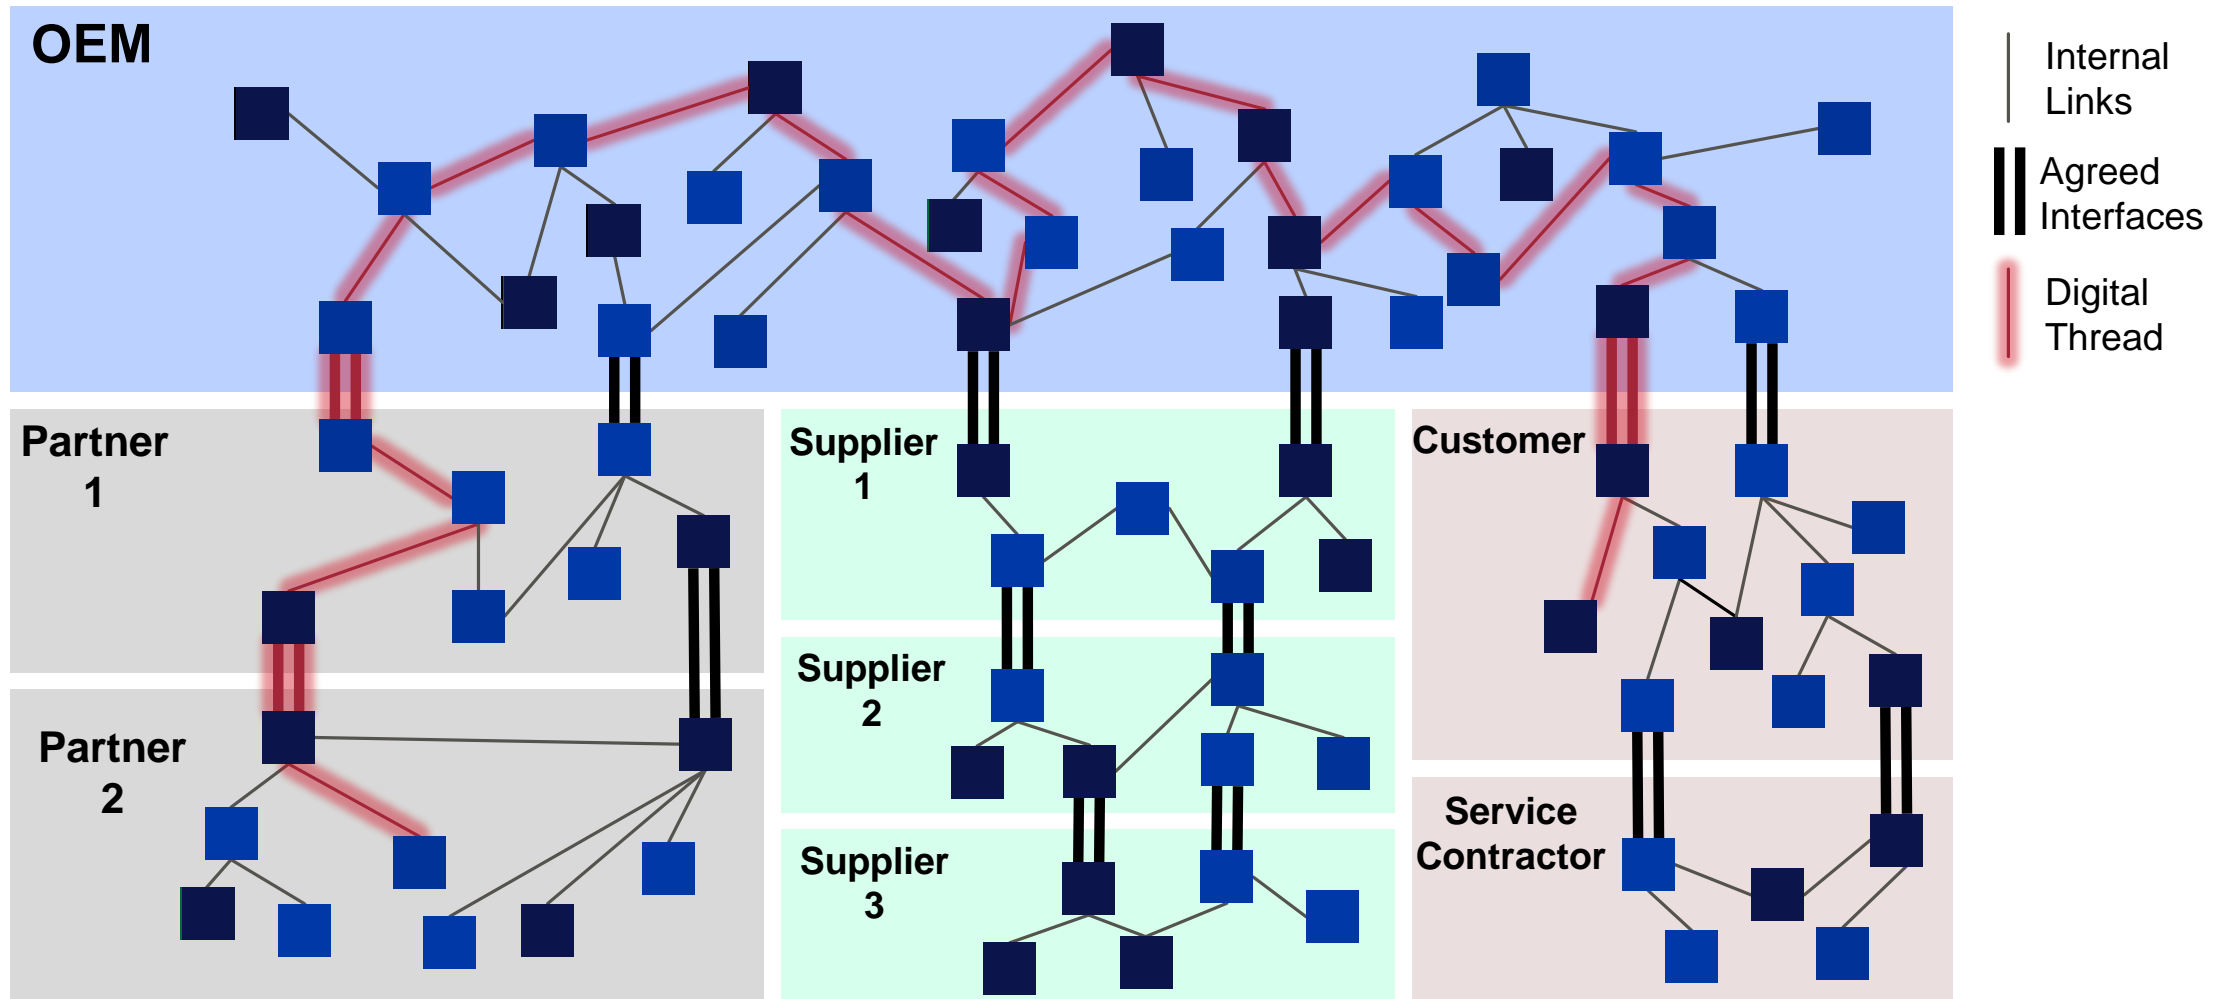 OEM
Internal
Links
Agreed
Interfaces
Digital
Thread
Partner
1
Supplier
1
Customer
Supplier
2
Partner
2
Service
Contractor
Supplier
3